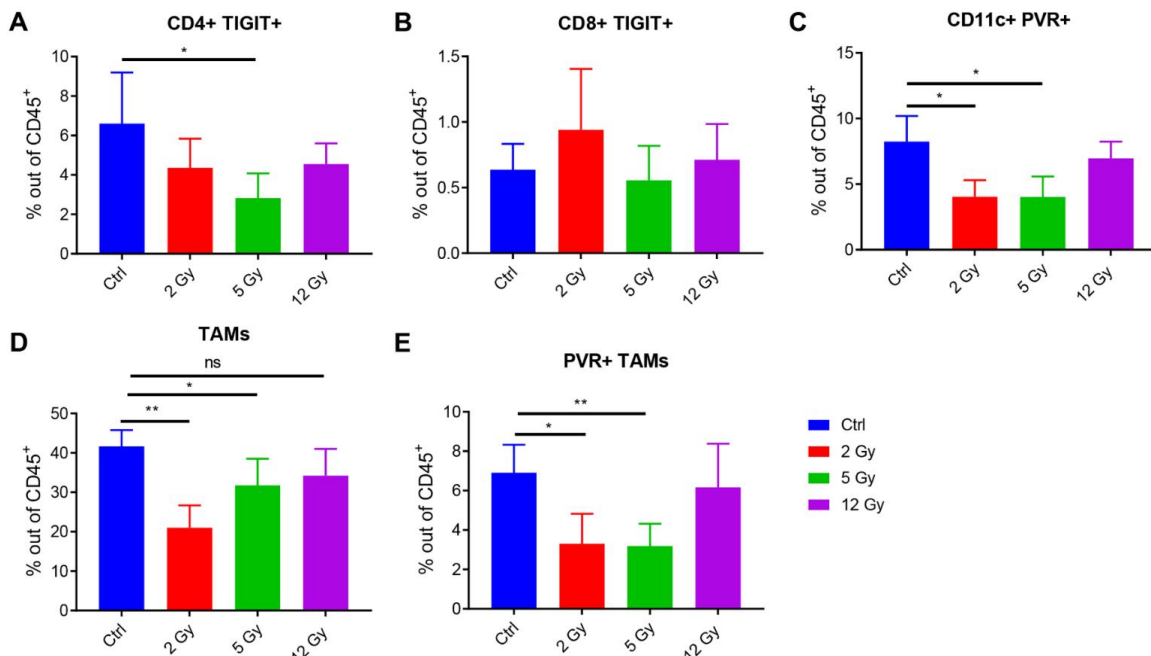 A
CD4+ TIGIT+
*
% out of CD45⁺
10
8
6
4
2
0
Ctrl
2 Gy
5 Gy
12 Gy
B
CD8+ TIGIT+
% out of CD45⁺
1.5
1.0
0.5
0.0
Ctrl
2 Gy
5 Gy
12 Gy
C
CD11c+ PVR+
*
*
% out of CD45⁺
15
10
5
0
Ctrl
2 Gy
5 Gy
12 Gy
D
TAMs
ns
*
**
% out of CD45⁺
50
40
30
20
10
0
Ctrl
2 Gy
5 Gy
12 Gy
E
PVR+ TAMs
**
*
% out of CD45⁺
10
8
6
4
2
0
Ctrl
2 Gy
5 Gy
12 Gy
Ctrl
2 Gy
5 Gy
12 Gy